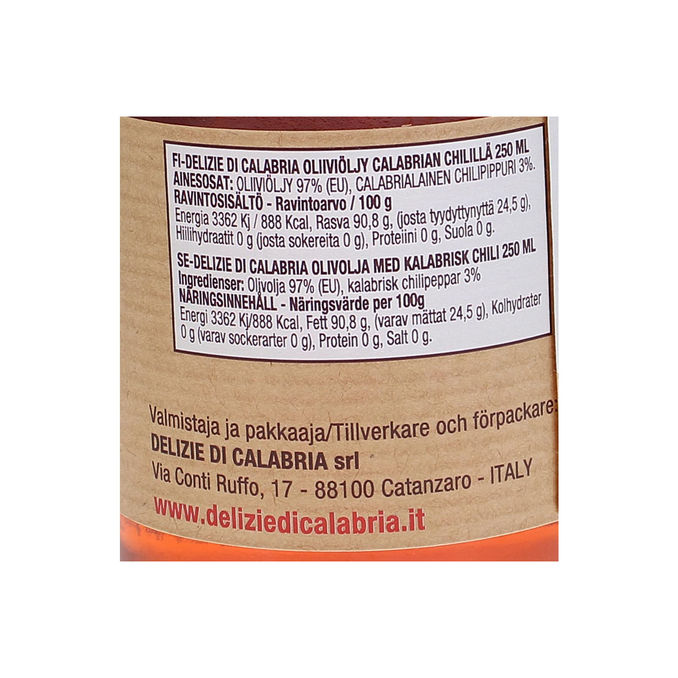 FI-DELIZIE DI CALABRIA OLIIVIÖLJY CALABRIAN CHILILLÄ 250 ML
AINESOSAT: OLIIVIÖLJY 97% (EU), CALABRIALAINEN CHILIPIPPURI 3%.
RAVINTOSISÄLTÖ - Ravintoarvo / 100 g
Energia 3362 Kj / 888 Kcal, Rasva 90,8 g, (josta tyydyttynyttä 24,5 g),
Hiilihydraatit 0 g (josta sokereita 0 g), Proteiini 0 g, Suola 0 g.
SE-DELIZIE DI CALABRIA OLIVOLJA MED KALABRISK CHILI 250 ML
Ingredienser: Olivolja 97% (EU), kalabrisk chilipeppar 3%
NÄRINGSINNEHÅLL - Näringsvärde per 100g
Energi 3362 Kj/888 Kcal, Fett 90,8 g, (varav mättat 24,5 g), Kolhydrater
0 g (varav sockerarter 0 g), Protein 0 g, Salt 0 g.
Valmistaja ja pakkaaja/Tillverkare och förpackare:
DELIZIE DI CALABRIA srl
Via Conti Ruffo, 17 - 88100 Catanzaro - ITALY
www.deliziedicalabria.it